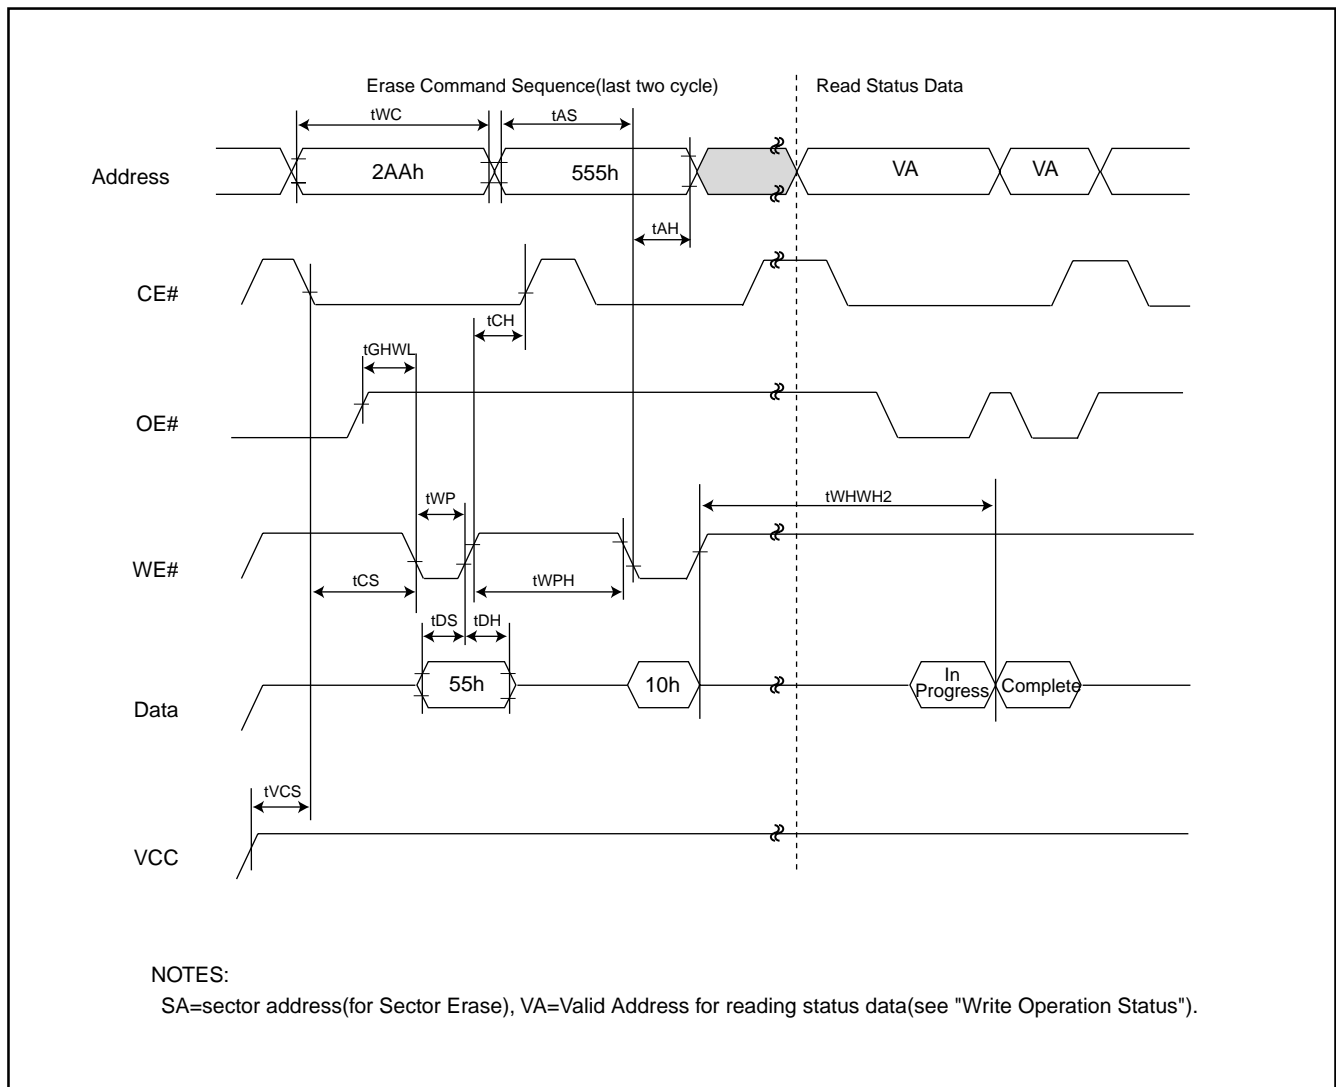 Erase Command Sequence(last two cycle)
Read Status Data
tWC
tAS
Address
2AAh
555h
VA
VA
tAH
CE#
tCH
tGHWL
OE#
tWP
tWHWH2
WE#
tCS
tWPH
tDS
tDH
Data
55h
10h
In
Progress
Complete
tVCS
VCC
NOTES:
SA=sector address(for Sector Erase), VA=Valid Address for reading status data(see "Write Operation Status").